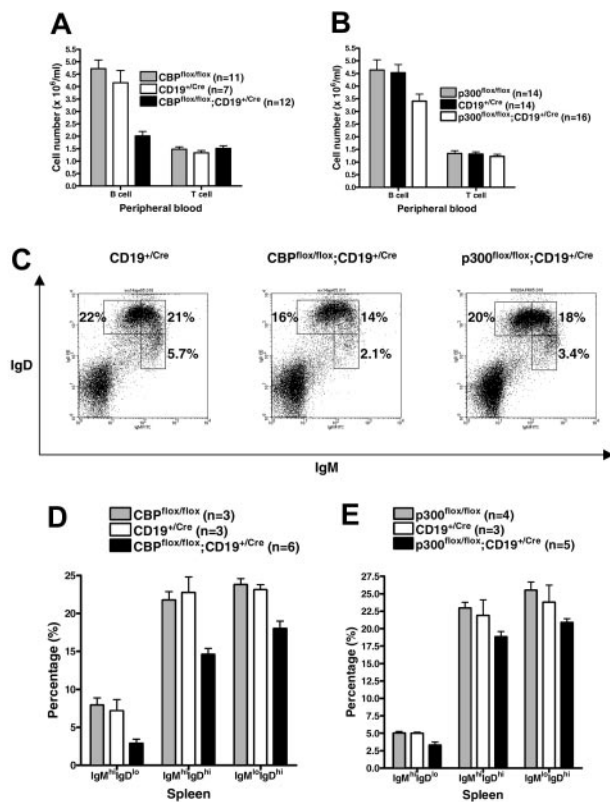 A
CBPflox/flox (n=11)
CD19+/Cre (n=7)
CBPflox/flox;CD19+/Cre (n=12)
Cell number (x 10⁶/ml)
5.5
5.0
4.5
4.0
3.5
3.0
2.5
2.0
1.5
1.0
0.5
0.0
B cell T cell
Peripheral blood
B
p300flox/flox (n=14)
CD19+/Cre (n=14)
p300flox/flox;CD19+/Cre (n=16)
Cell number (x 10⁶/ml)
5.5
5.0
4.5
4.0
3.5
3.0
2.5
2.0
1.5
1.0
0.5
0.0
B cell T cell
Peripheral blood
C
CD19+/Cre CBPflox/flox;CD19+/Cre p300flox/flox;CD19+/Cre
22% 21% 16% 14% 20% 18%
5.7% 2.1% 3.4%
IgD
IgM
D
CBPflox/flox (n=3)
CD19+/Cre (n=3)
CBPflox/flox;CD19+/Cre (n=6)
Percentage (%)
25
20
15
10
5
0
IgMhiIgDlo IgMhiIgDhi IgMloIgDhi
Spleen
E
p300flox/flox (n=4)
CD19+/Cre (n=3)
p300flox/flox;CD19+/Cre (n=5)
Percentage (%)
27.5
25.0
22.5
20.0
17.5
15.0
12.5
10.0
7.5
5.0
2.5
0.0
IgMhiIgDlo IgMhiIgDhi IgMloIgDhi
Spleen